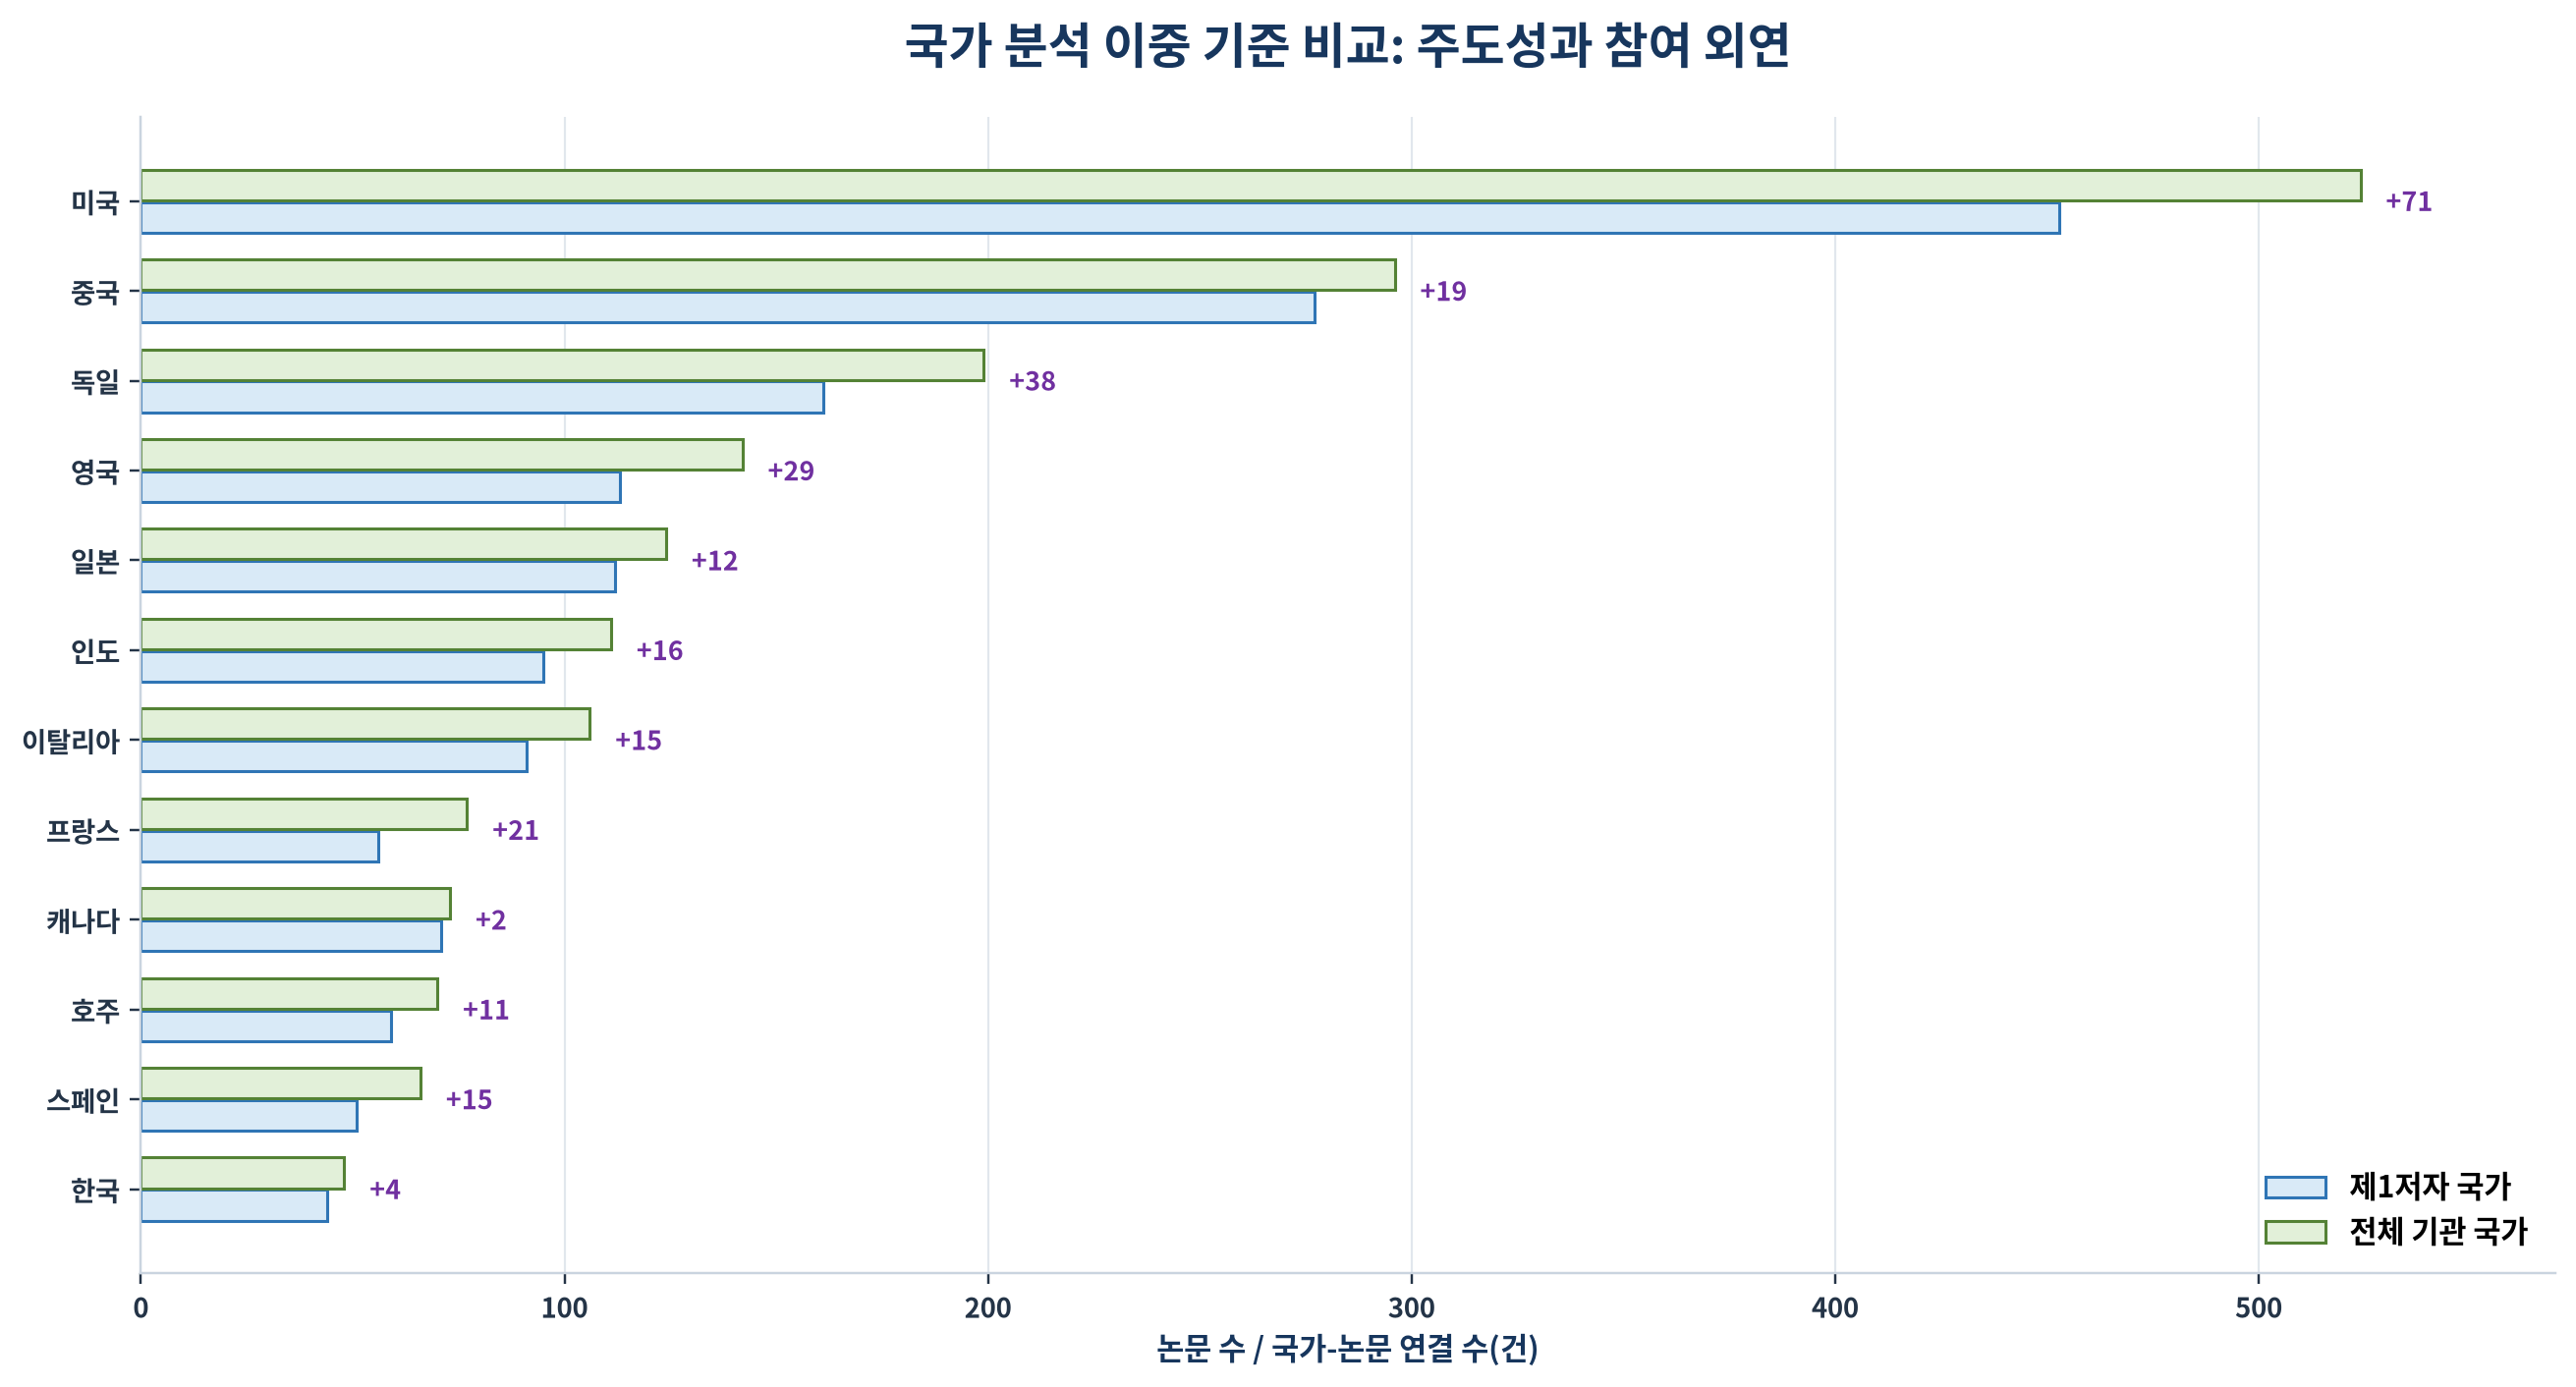 국가 분석 이중 기준 비교: 주도성과 참여 외연
미국 +71
중국 +19
독일 +38
영국 +29
일본 +12
인도 +16
이탈리아 +15
프랑스 +21
캐나다 +2
호주 +11
스페인 +15
한국 +4
제1저자 국가
전체 기관 국가
0 100 200 300 400 500
논문 수 / 국가-논문 연결 수(건)